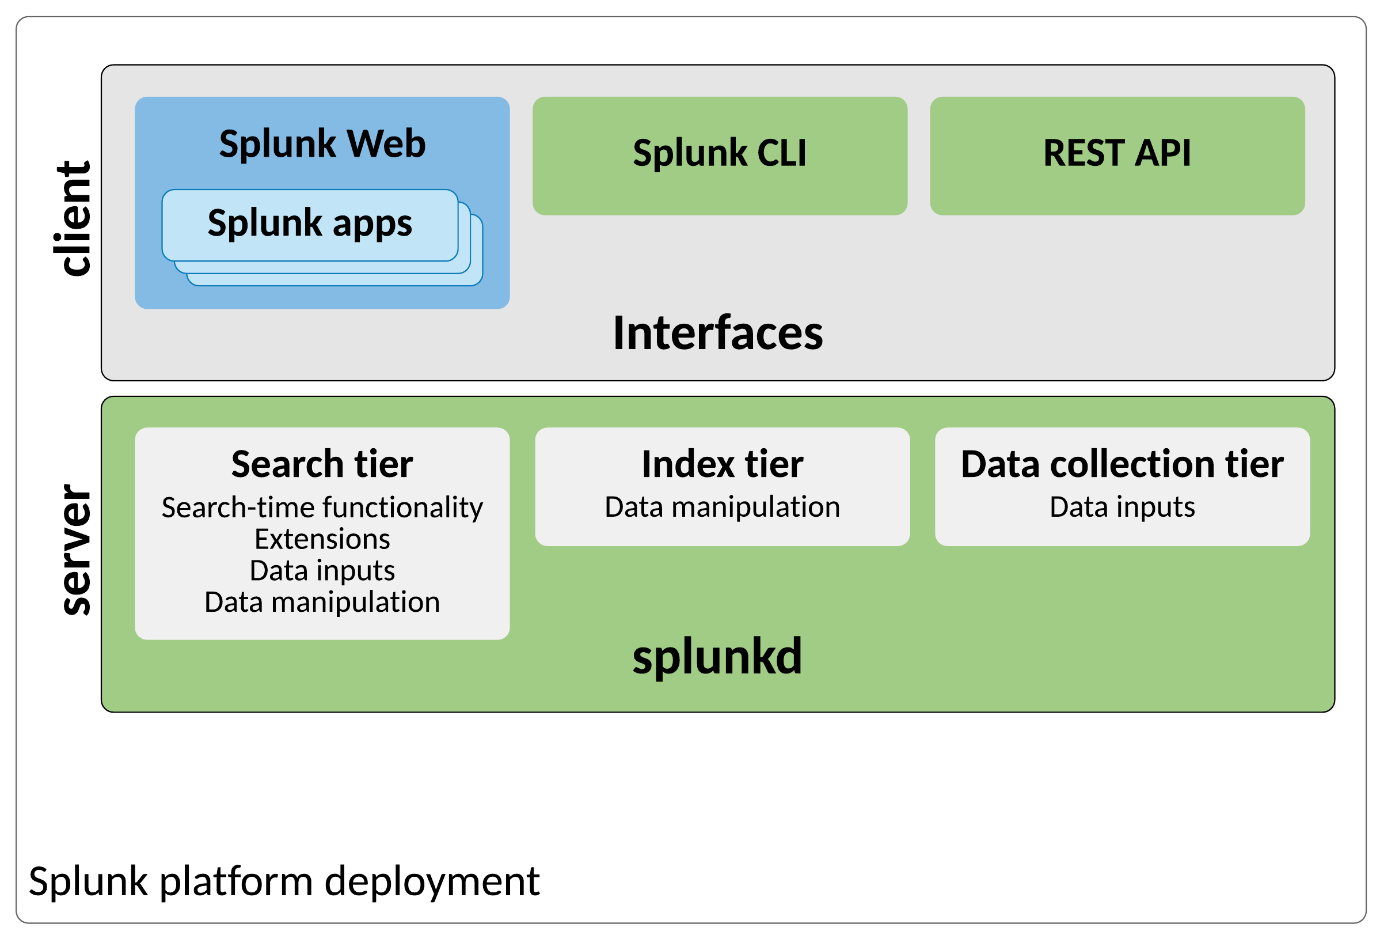 client
Splunk Web
Splunk apps
Splunk CLI
REST API
Interfaces
server
Search tier
Search-time functionality
Extensions
Data inputs
Data manipulation
Index tier
Data manipulation
Data collection tier
Data inputs
splunkd
Splunk platform deployment